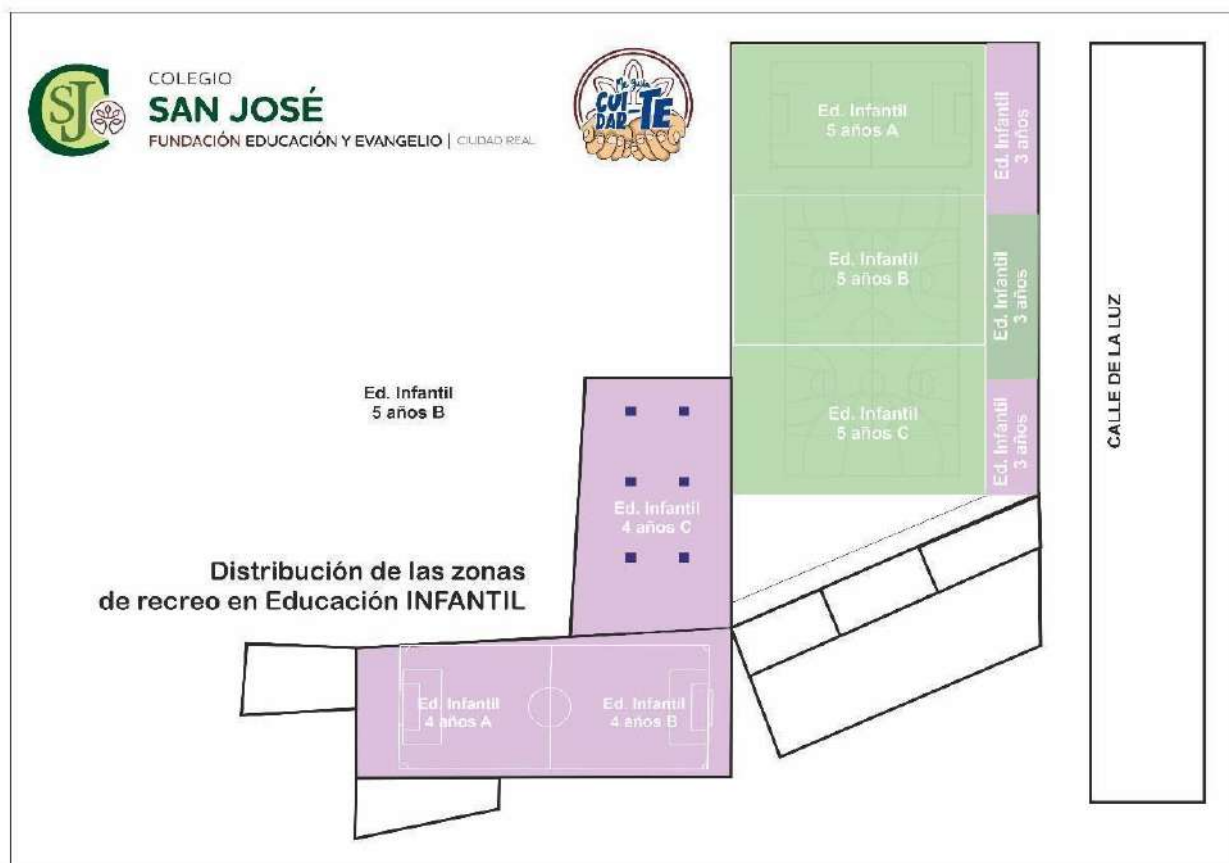 COLEGIO
SAN JOSÉ
FUNDACIÓN EDUCACIÓN Y EVANGELIO | CIUDAD REAL
CUI
DAR-TE
Ed. Infantil
5 años A
Ed. Infantil
3 años
Ed. Infantil
5 años B
Ed. Infantil
3 años
Ed. Infantil
5 años C
Ed. Infantil
3 años
CALLE DE LA LUZ
Ed. Infantil
5 años B
Ed. Infantil
4 años C
Distribución de las zonas
de recreo en Educación INFANTIL
Ed. Infantil
4 años A
Ed. Infantil
4 años B